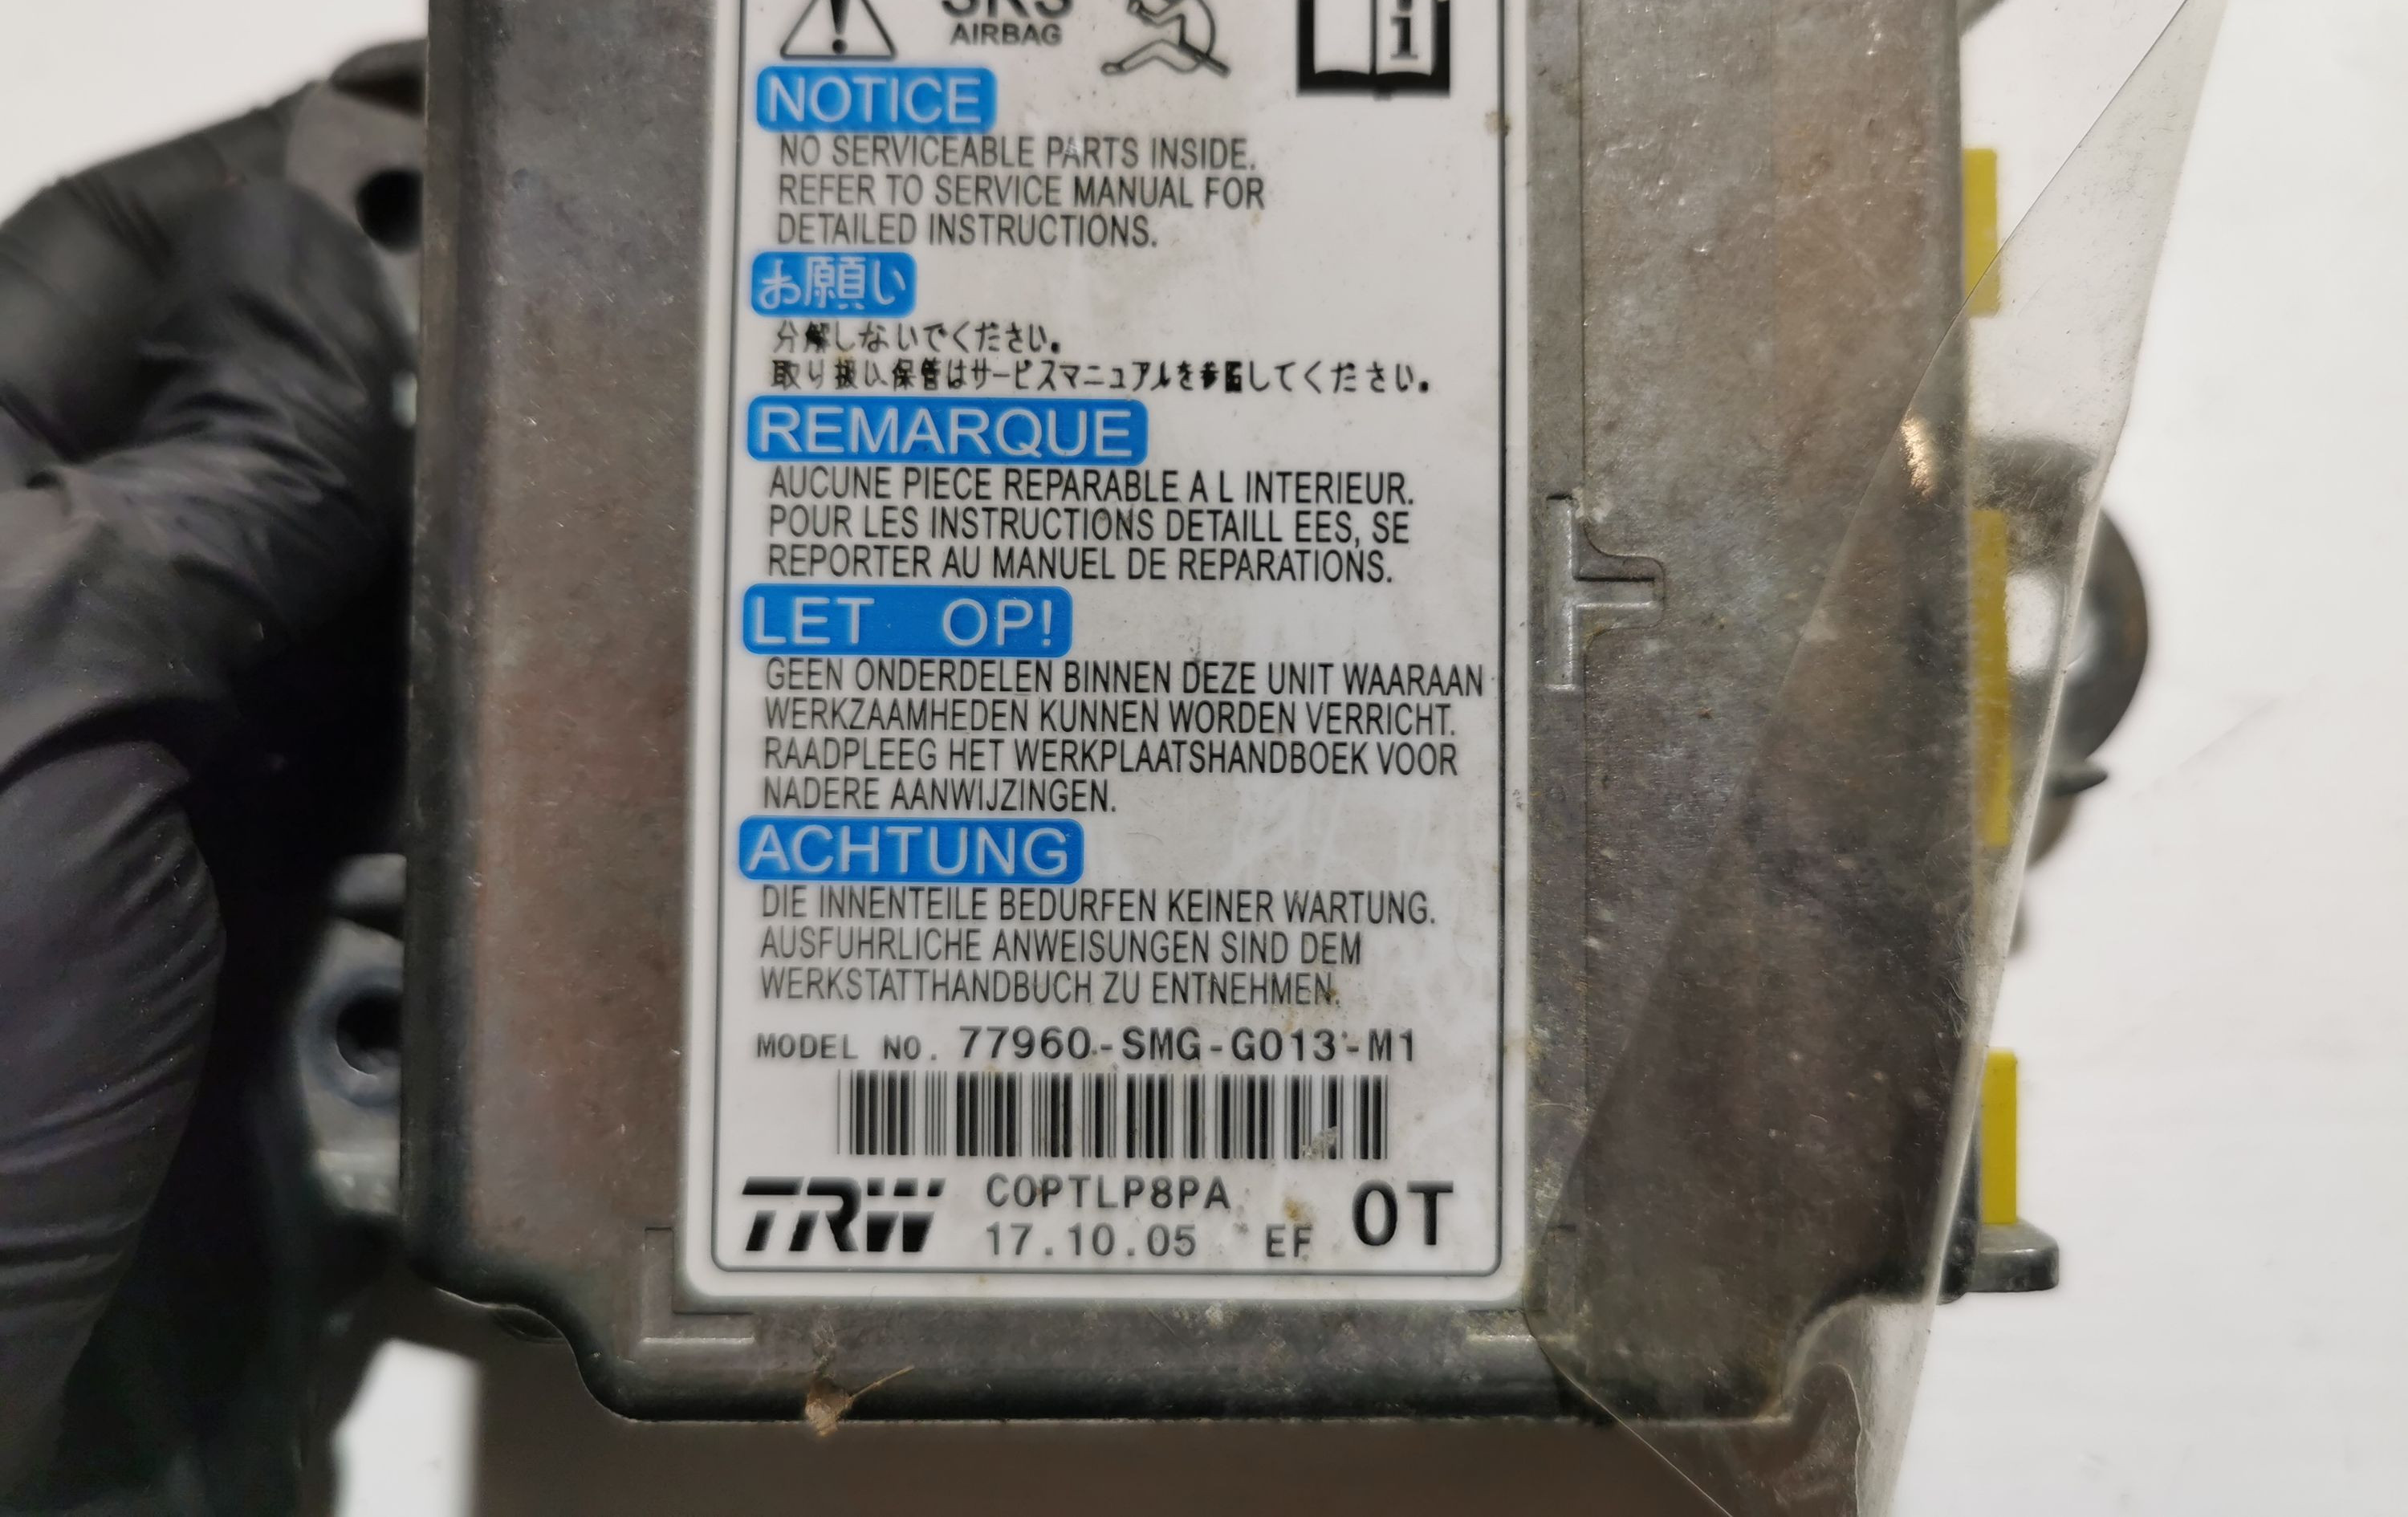 SRS
AIRBAG
i
NOTICE
NO SERVICEABLE PARTS INSIDE.
REFER TO SERVICE MANUAL FOR
DETAILED INSTRUCTIONS.
お願い
分解しないでください。
取り扱い、保管はサービスマニュアルを参照してください。
REMARQUE
AUCUNE PIECE REPARABLE A L INTERIEUR.
POUR LES INSTRUCTIONS DETAILL EES, SE
REPORTER AU MANUEL DE REPARATIONS.
LET OP!
GEEN ONDERDELEN BINNEN DEZE UNIT WAARAAN
WERKZAAMHEDEN KUNNEN WORDEN VERRICHT.
RAADPLEEG HET WERKPLAATSHANDBOEK VOOR
NADERE AANWIJZINGEN.
ACHTUNG
DIE INNENTEILE BEDURFEN KEINER WARTUNG.
AUSFUHRLICHE ANWEISUNGEN SIND DEM
WERKSTATTHANDBUCH ZU ENTNEHMEN.
MODEL NO. 77960-SMG-G013-M1
TRW C0PTLP8PA 0T
17.10.05 EF